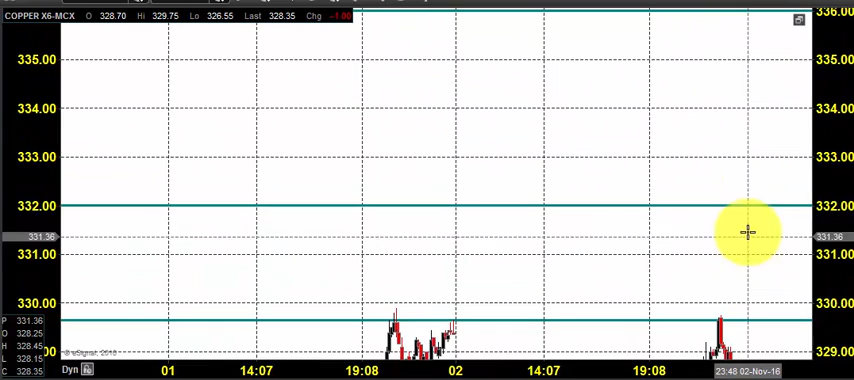 COPPER X6-MCX O 328.70 Hi 329.75 Lo 326.55 Last 328.35 Chg -1.00
336.00
335.00 335.00
334.00 334.00
333.00 333.00
332.00 332.00
331.36 331.36
331.00 331.00
330.00 330.00
P 331.36
O 328.25
H 328.45
L 328.15
C 328.35
© eSignal, 2016
329.00
Dyn 01 14:07 19:08 02 14:07 19:08 23:48 02-Nov-16